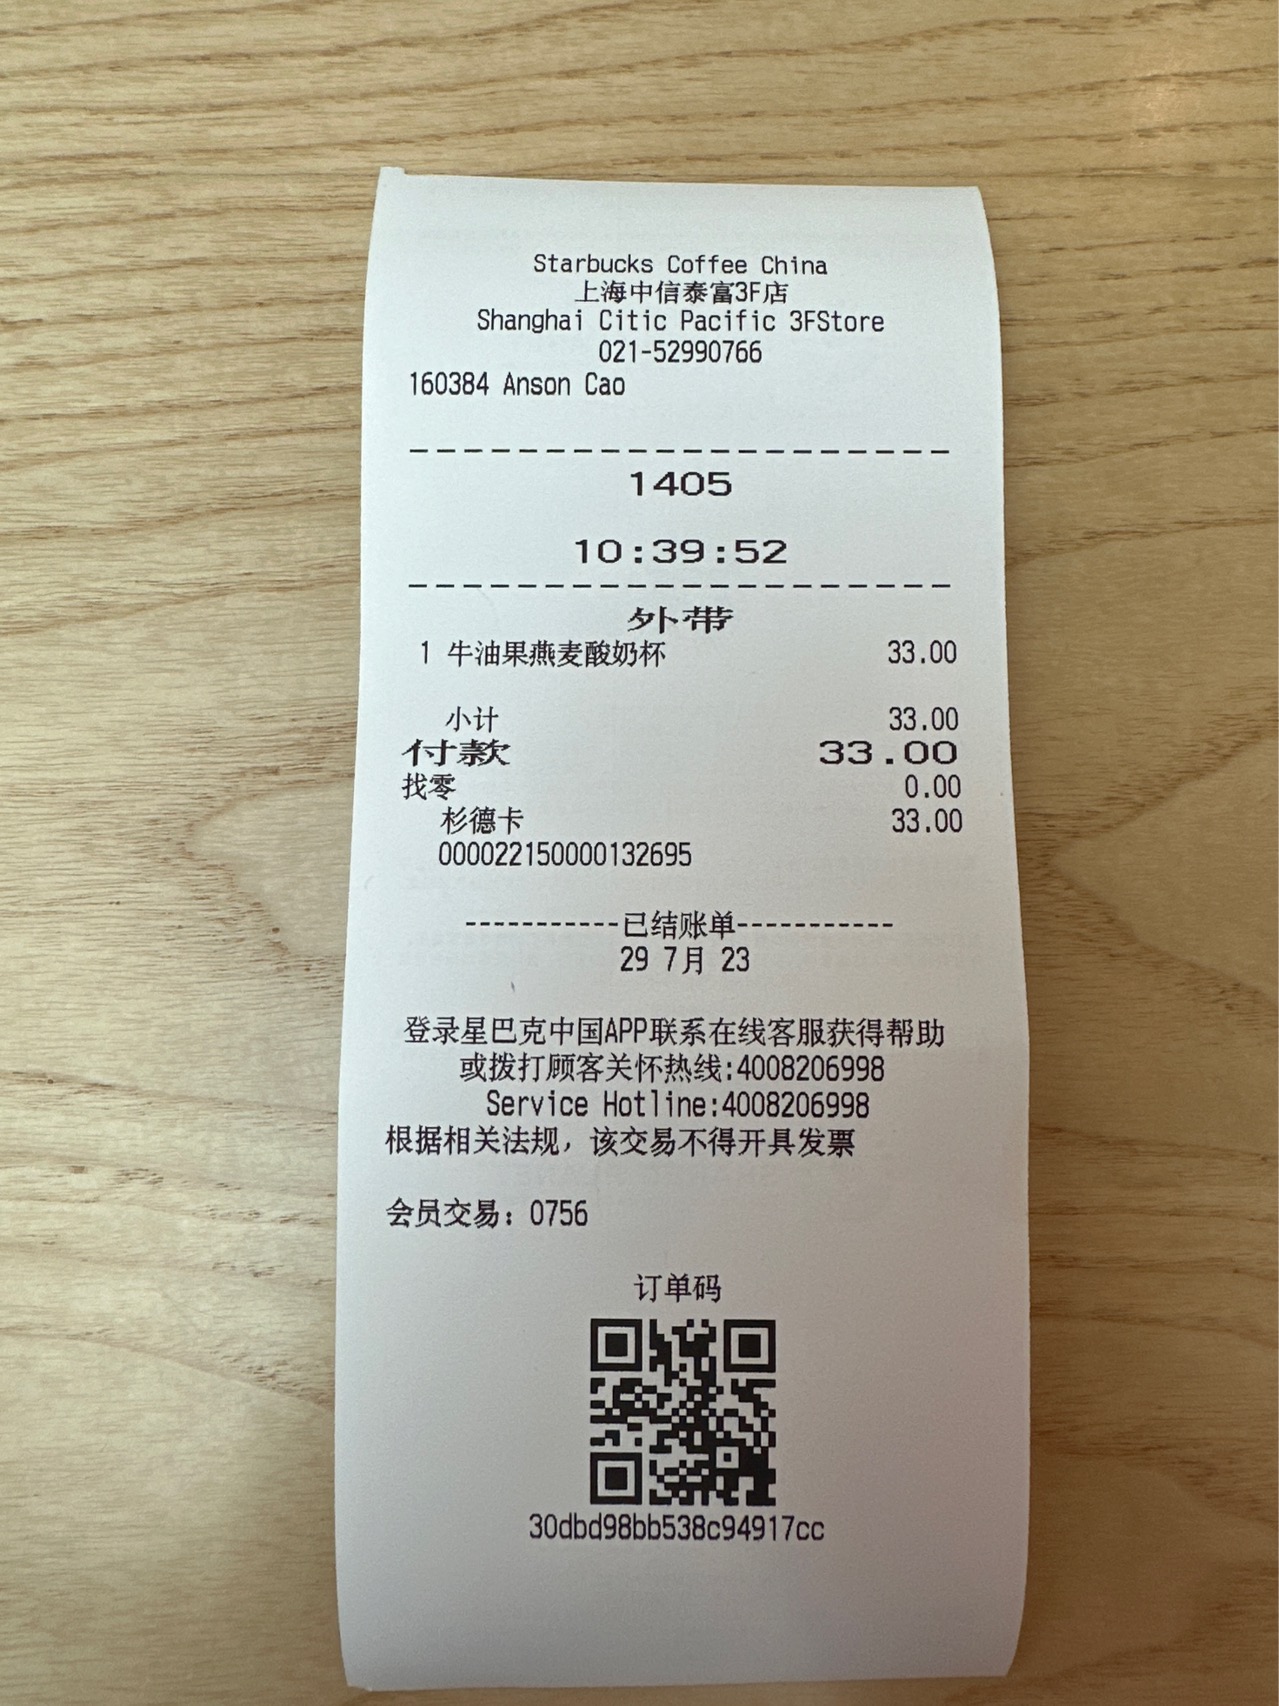 Starbucks Coffee China
上海中信泰富3F店
Shanghai Citic Pacific 3FStore
021-52990766
160384 Anson Cao
--------------------
1405
10:39:52
--------------------
外带
1 牛油果燕麦酸奶杯 33.00
小计 33.00
付款 33.00
找零 0.00
杉德卡 33.00
0000221500000132695
-----------已结账单-----------
29 7月 23
登录星巴克中国APP联系在线客服获得帮助
或拨打顾客关怀热线:4008206998
Service Hotline:4008206998
根据相关法规，该交易不得开具发票
会员交易：0756
订单码
30dbd98bb538c94917cc